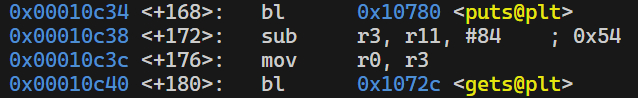 0x00010c34 <+168>: bl 0x10780 <puts@plt>
0x00010c38 <+172>: sub r3, r11, #84 ; 0x54
0x00010c3c <+176>: mov r0, r3
0x00010c40 <+180>: bl 0x1072c <gets@plt>